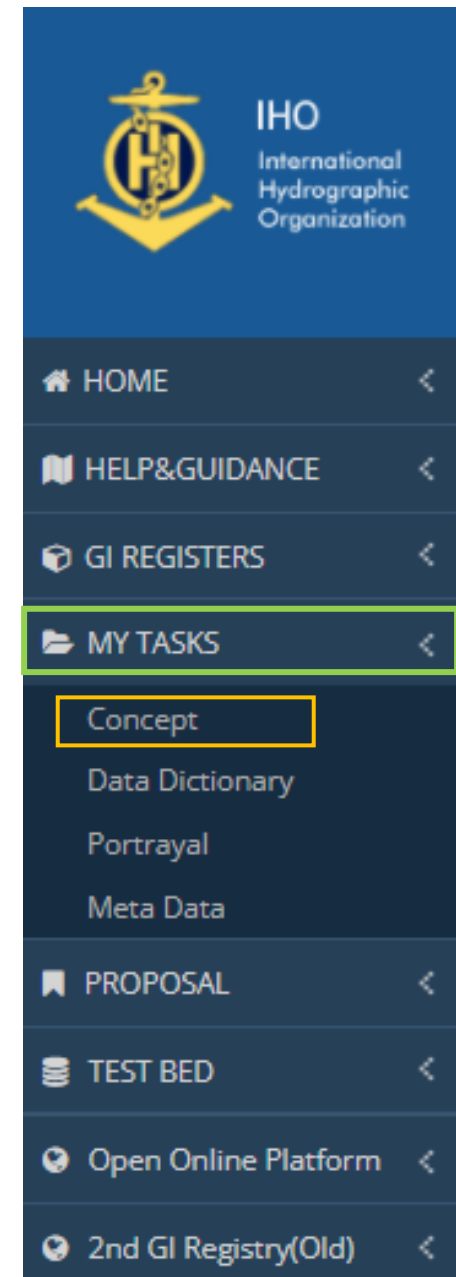 IHO
International
Hydrographic
Organization
HOME
HELP&GUIDANCE
GI REGISTERS
MY TASKS
Concept
Data Dictionary
Portrayal
Meta Data
PROPOSAL
TEST BED
Open Online Platform
2nd GI Registry(Old)